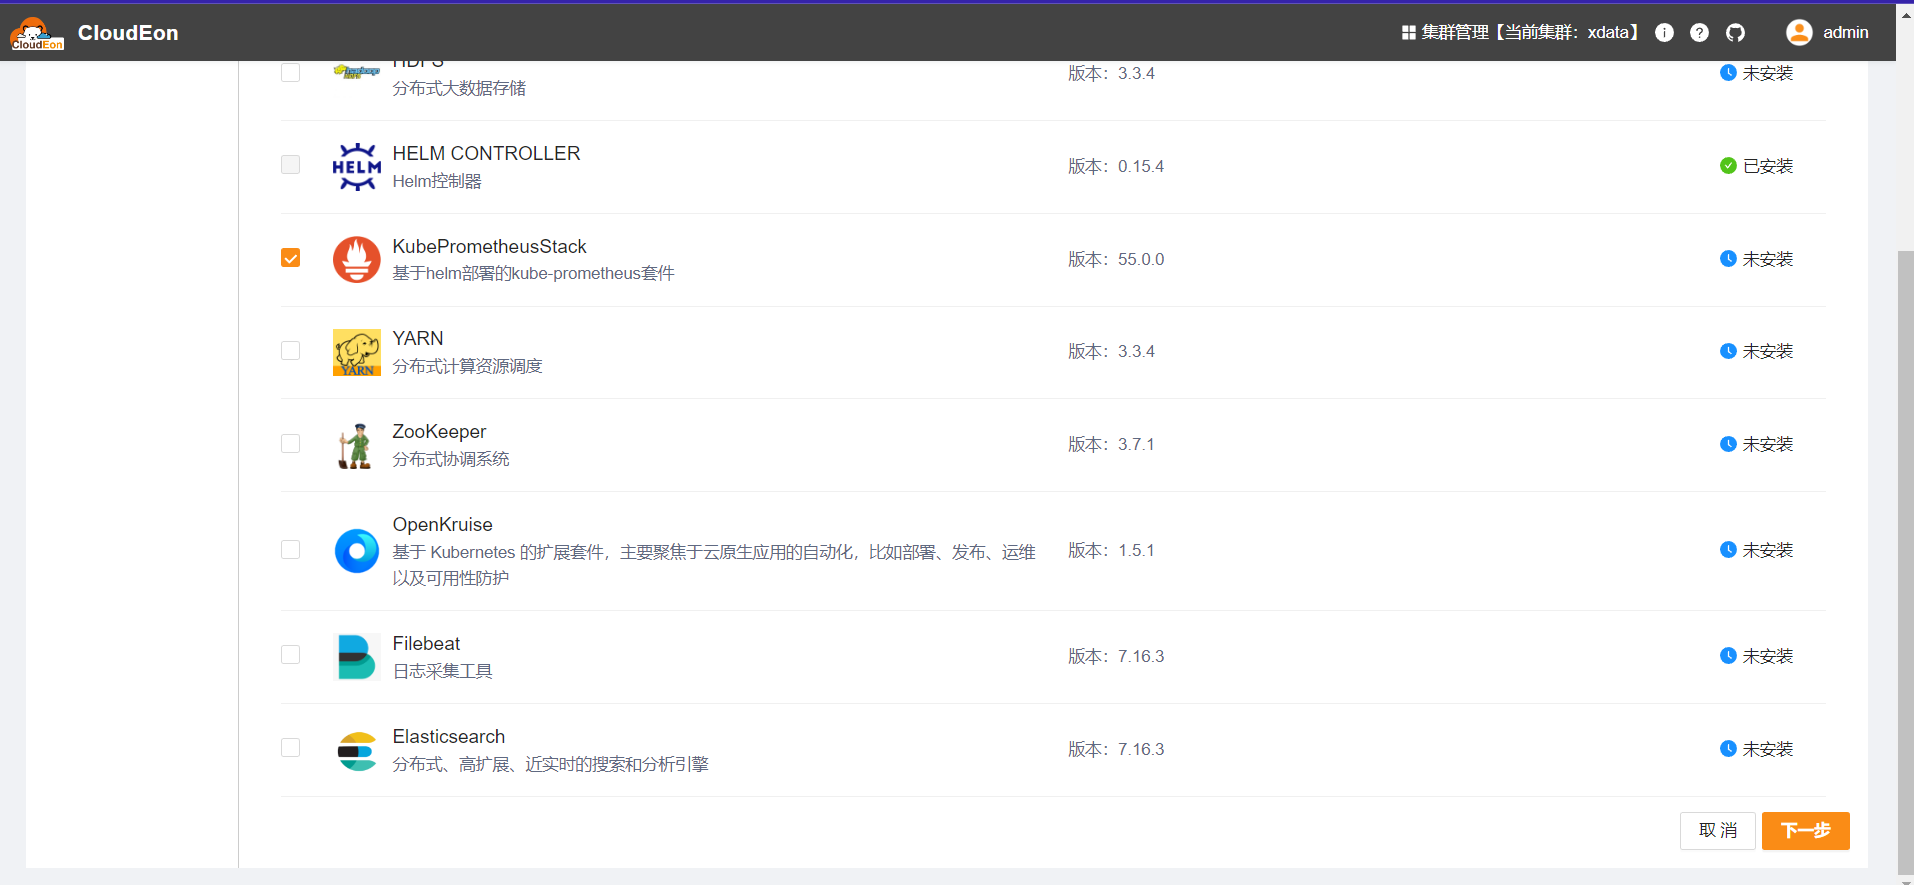 CloudEon
CloudEon
集群管理【当前集群：xdata】
admin
HDFS
分布式大数据存储
版本：3.3.4
未安装
HELM
HELM CONTROLLER
Helm控制器
版本：0.15.4
已安装
KubePrometheusStack
基于helm部署的kube-prometheus套件
版本：55.0.0
未安装
YARN
YARN
分布式计算资源调度
版本：3.3.4
未安装
ZooKeeper
分布式协调系统
版本：3.7.1
未安装
OpenKruise
基于 Kubernetes 的扩展套件，主要聚焦于云原生应用的自动化，比如部署、发布、运维
以及可用性防护
版本：1.5.1
未安装
Filebeat
日志采集工具
版本：7.16.3
未安装
Elasticsearch
分布式、高扩展、近实时的搜索和分析引擎
版本：7.16.3
未安装
取 消
下一步